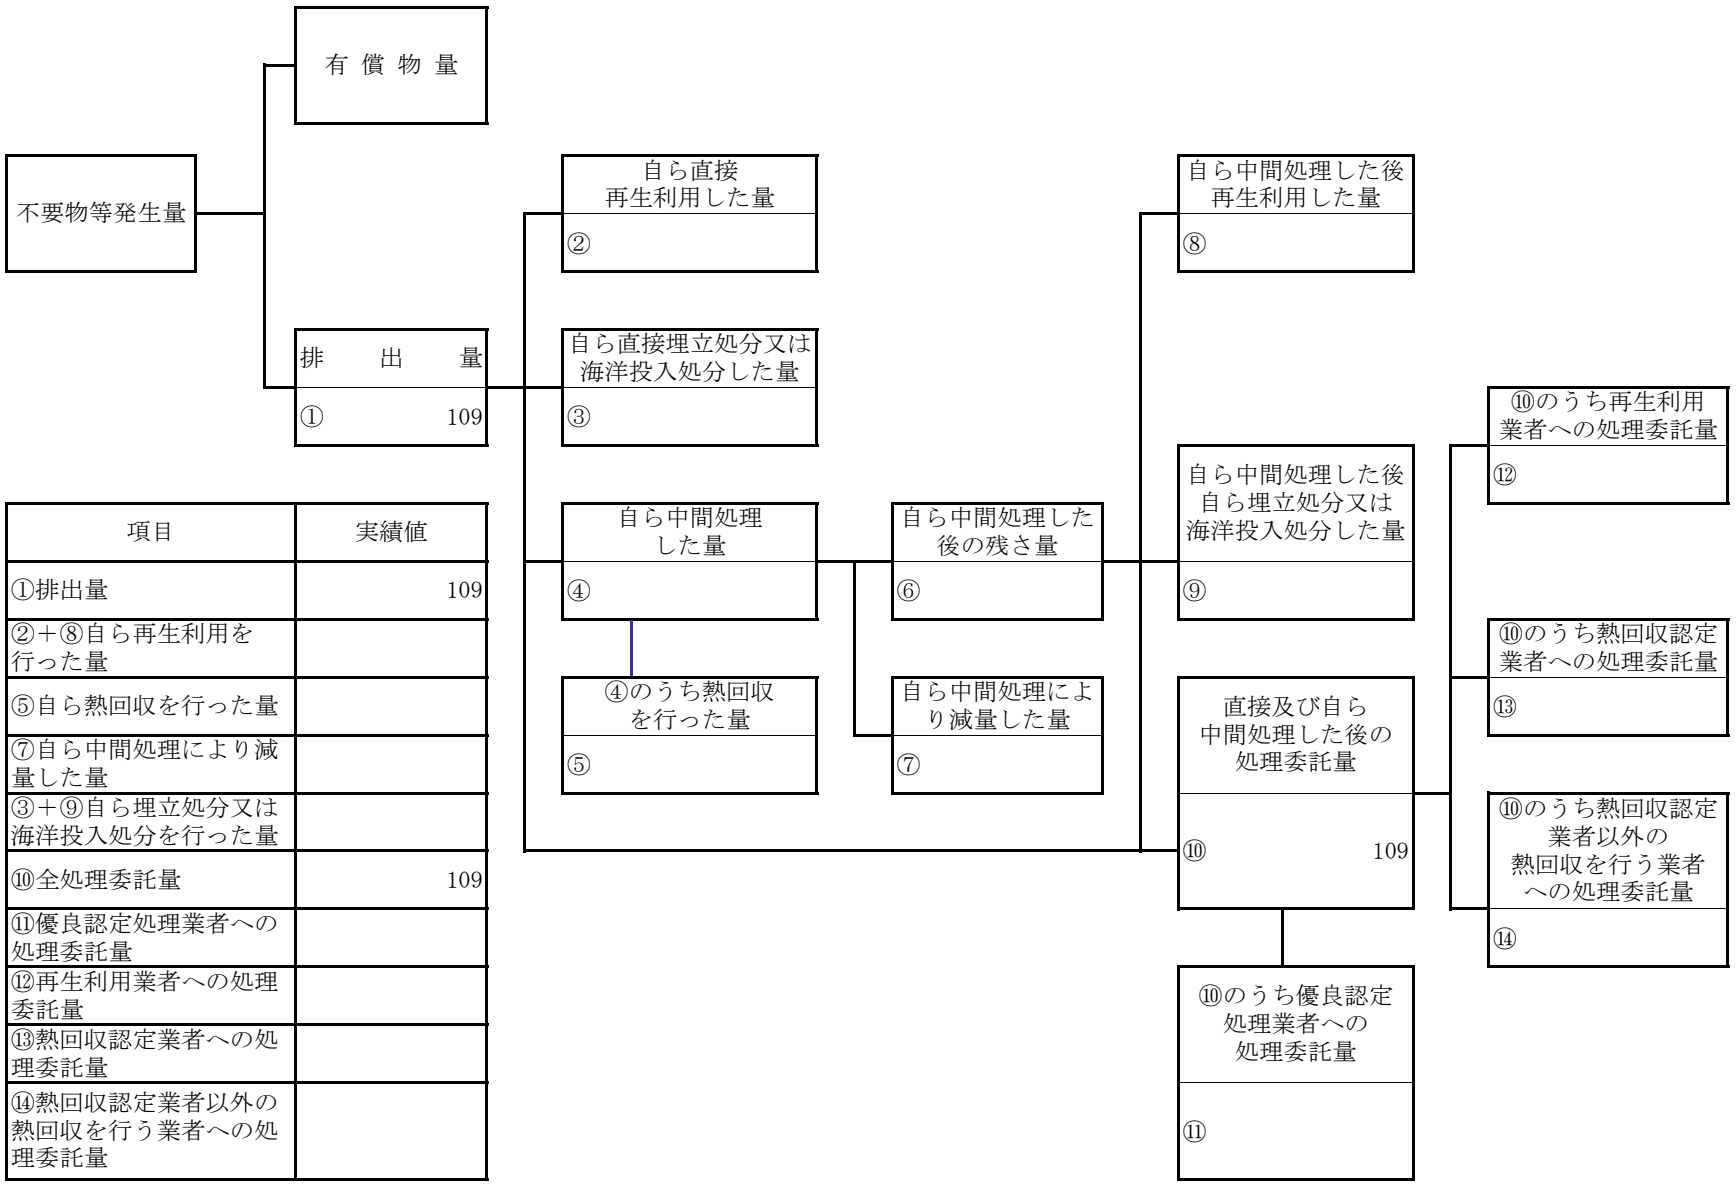 有 償 物 量
不要物等発生量
自ら直接
再生利用した量
②
自ら中間処理した後
再生利用した量
⑧
排 出 量
① 109
自ら直接埋立処分又は
海洋投入処分した量
③
⑩のうち再生利用
業者への処理委託量
⑫
自ら中間処理
した量
④
自ら中間処理した
後の残さ量
⑥
自ら中間処理した後
自ら埋立処分又は
海洋投入処分した量
⑨
⑩のうち熱回収認定
業者への処理委託量
⑬
④のうち熱回収
を行った量
⑤
自ら中間処理によ
り減量した量
⑦
直接及び自ら
中間処理した後の
処理委託量
⑩ 109
⑩のうち熱回収認定
業者以外の
熱回収を行う業者
への処理委託量
⑭
⑩のうち優良認定
処理業者への
処理委託量
⑪
項目 実績値
①排出量 109
②＋⑧自ら再生利用を
行った量
⑤自ら熱回収を行った量
⑦自ら中間処理により減
量した量
③＋⑨自ら埋立処分又は
海洋投入処分を行った量
⑩全処理委託量 109
⑪優良認定処理業者への
処理委託量
⑫再生利用業者への処理
委託量
⑬熱回収認定業者への処
理委託量
⑭熱回収認定業者以外の
熱回収を行う業者への処
理委託量